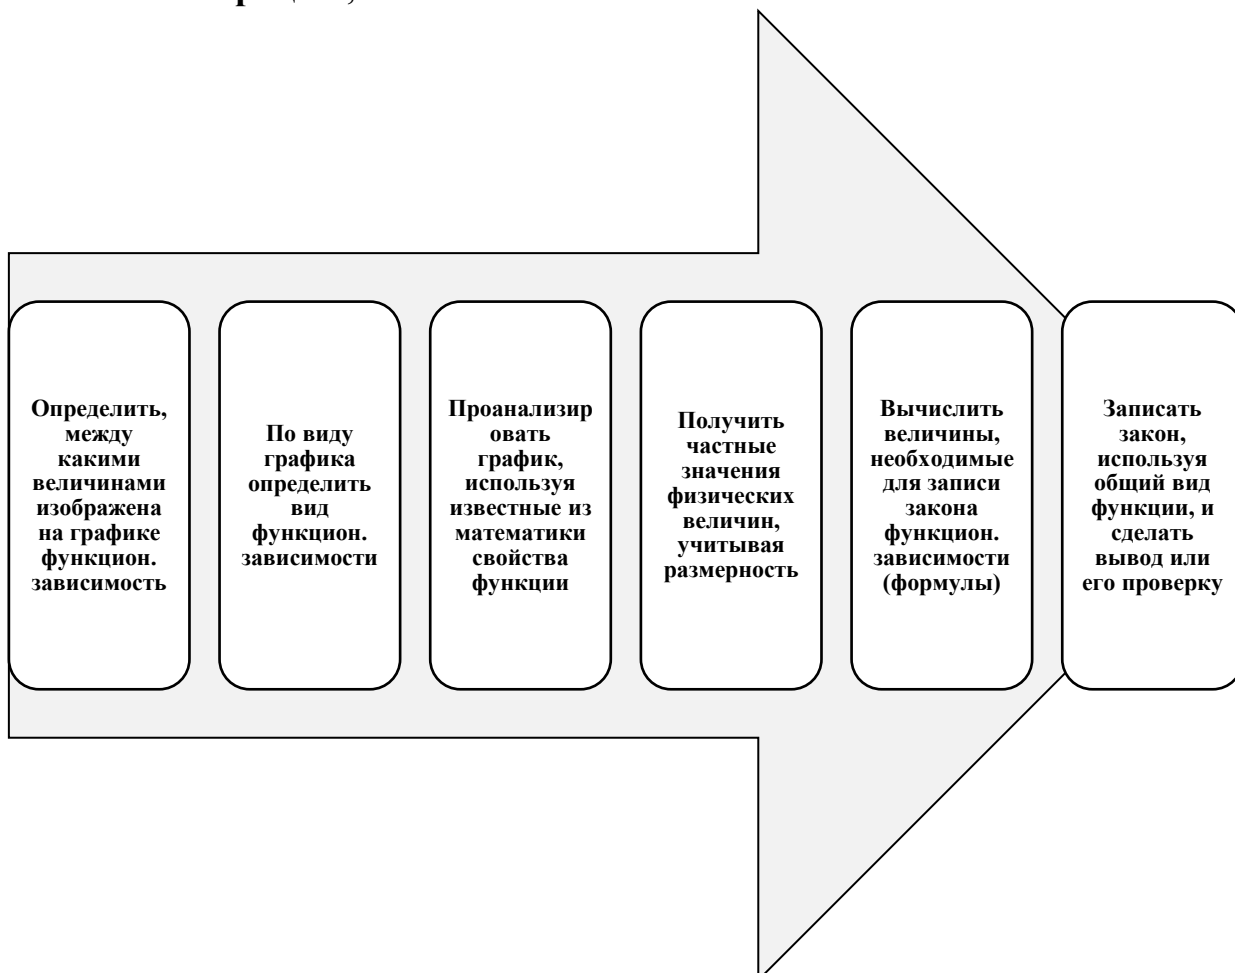 Определить,
между
какими
величинами
изображена
на графике
функцион.
зависимость
По виду
графика
определить
вид
функцион.
зависимости
Проанализир
овать
график,
используя
известные из
математики
свойства
функции
Получить
частные
значения
физических
величин,
учитывая
размерность
Вычислить
величины,
необходимые
для записи
закона
функцион.
зависимости
(формулы)
Записать
закон,
используя
общий вид
функции, и
сделать
вывод или
его проверку